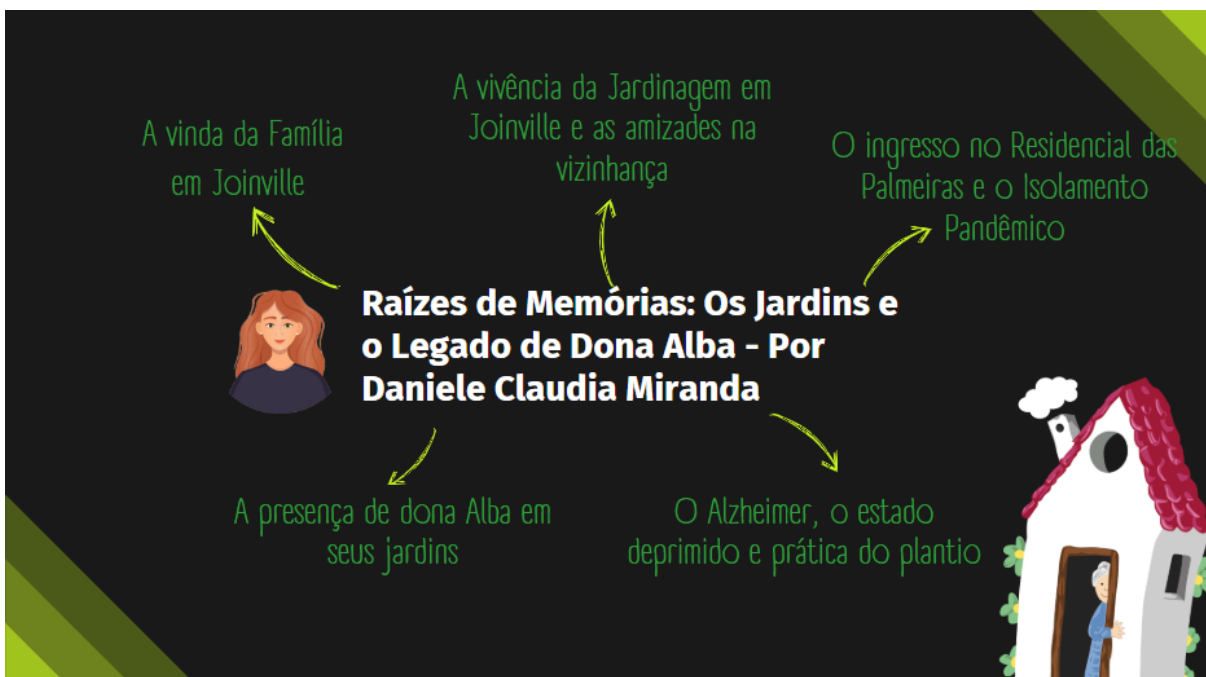 A vinda da Família
em Joinville
A vivência da Jardinagem em
Joinville e as amizades na
vizinhança
O ingresso no Residencial das
Palmeiras e o Isolamento
Pandêmico
Raízes de Memórias: Os Jardins e
o Legado de Dona Alba - Por
Daniele Claudia Miranda
A presença de dona Alba em
seus jardins
O Alzheimer, o estado
deprimido e prática do plantio